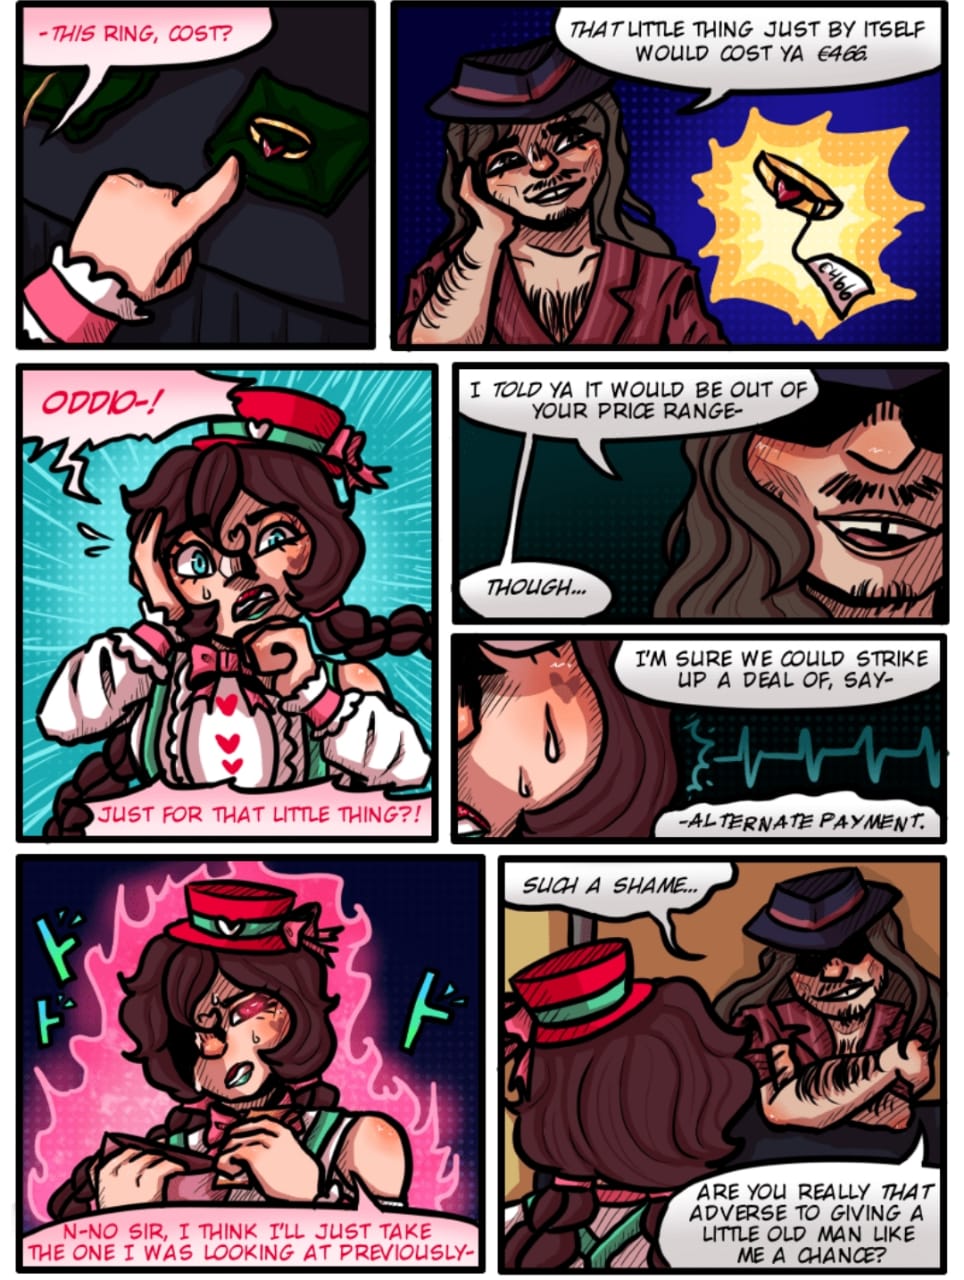 -THIS RING, COST?
THAT LITTLE THING JUST BY ITSELF
WOULD COST YA €466.
€466
ODDIO-!
JUST FOR THAT LITTLE THING?!
I TOLD YA IT WOULD BE OUT OF
YOUR PRICE RANGE-
THOUGH...
I'M SURE WE COULD STRIKE
UP A DEAL OF, SAY-
-ALTERNATE PAYMENT.
ド
ド
ド
N-NO SIR, I THINK I'LL JUST TAKE
THE ONE I WAS LOOKING AT PREVIOUSLY-
SUCH A SHAME...
ARE YOU REALLY THAT
ADVERSE TO GIVING A
LITTLE OLD MAN LIKE
ME A CHANCE?